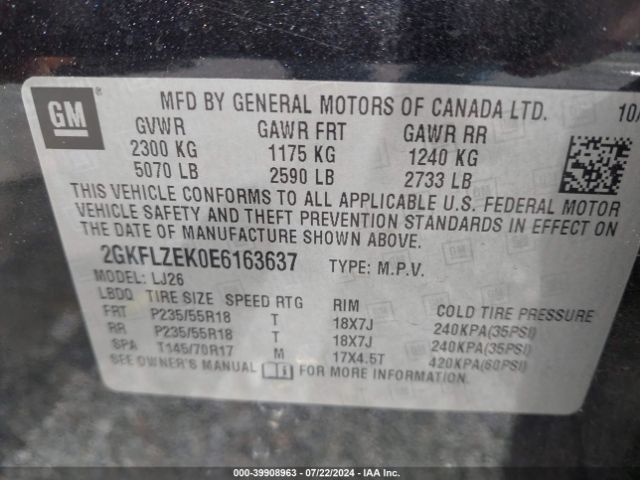 GM ®
MFD BY GENERAL MOTORS OF CANADA LTD. 10/
GVWR GAWR FRT GAWR RR
2300 KG 1175 KG 1240 KG
5070 LB 2590 LB 2733 LB
THIS VEHICLE CONFORMS TO ALL APPLICABLE U.S. FEDERAL MOTOR
VEHICLE SAFETY AND THEFT PREVENTION STANDARDS IN EFFECT ON
THE DATE OF MANUFACTURE SHOWN ABOVE.
2GKFLZEK0E6163637 TYPE: M.P.V.
MODEL: LJ26
LBDQ TIRE SIZE SPEED RTG RIM COLD TIRE PRESSURE
FRT P235/55R18 T 18X7J 240KPA(35PSI)
RR P235/55R18 T 18X7J 240KPA(35PSI)
SPA T145/70R17 M 17X4.5T 420KPA(60PSI)
SEE OWNER'S MANUAL FOR MORE INFORMATION.
000-39908963 / 07/22/2024 - IAA Inc.